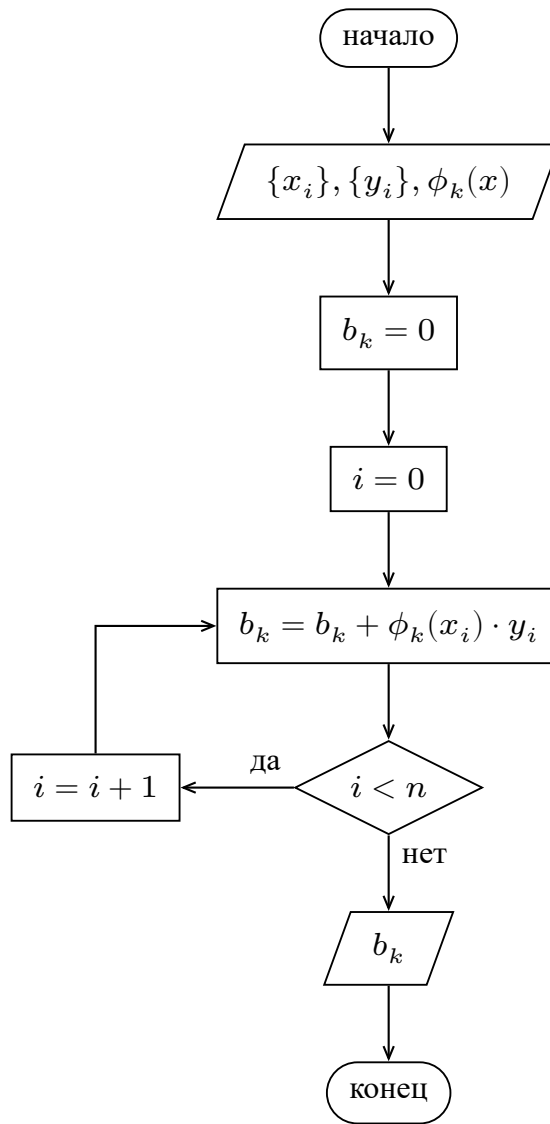 начало
{x_i}, {y_i}, ϕ_k(x)
b_k = 0
i = 0
b_k = b_k + ϕ_k(x_i) · y_i
да
i = i + 1
i < n
нет
b_k
конец